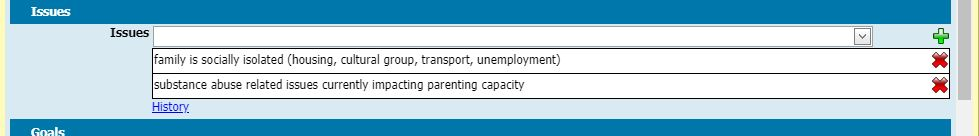 Issues
Issues
family is socially isolated (housing, cultural group, transport, unemployment)
substance abuse related issues currently impacting parenting capacity
History
Goals